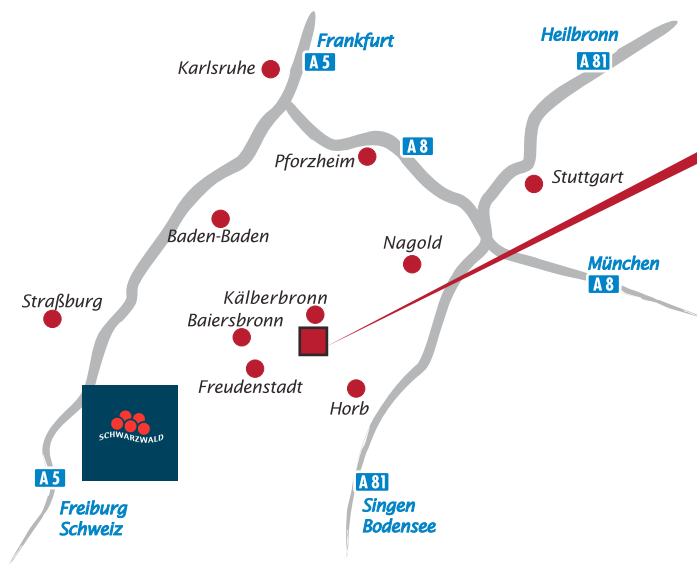 Frankfurt
Heilbronn
A 5
A 81
Karlsruhe
A 8
Pforzheim
Stuttgart
Baden-Baden
Nagold
München
A 8
Straßburg
Kälberbronn
Baiersbronn
Freudenstadt
Horb
SCHWARZWALD
A 5
A 81
Freiburg
Schweiz
Singen
Bodensee